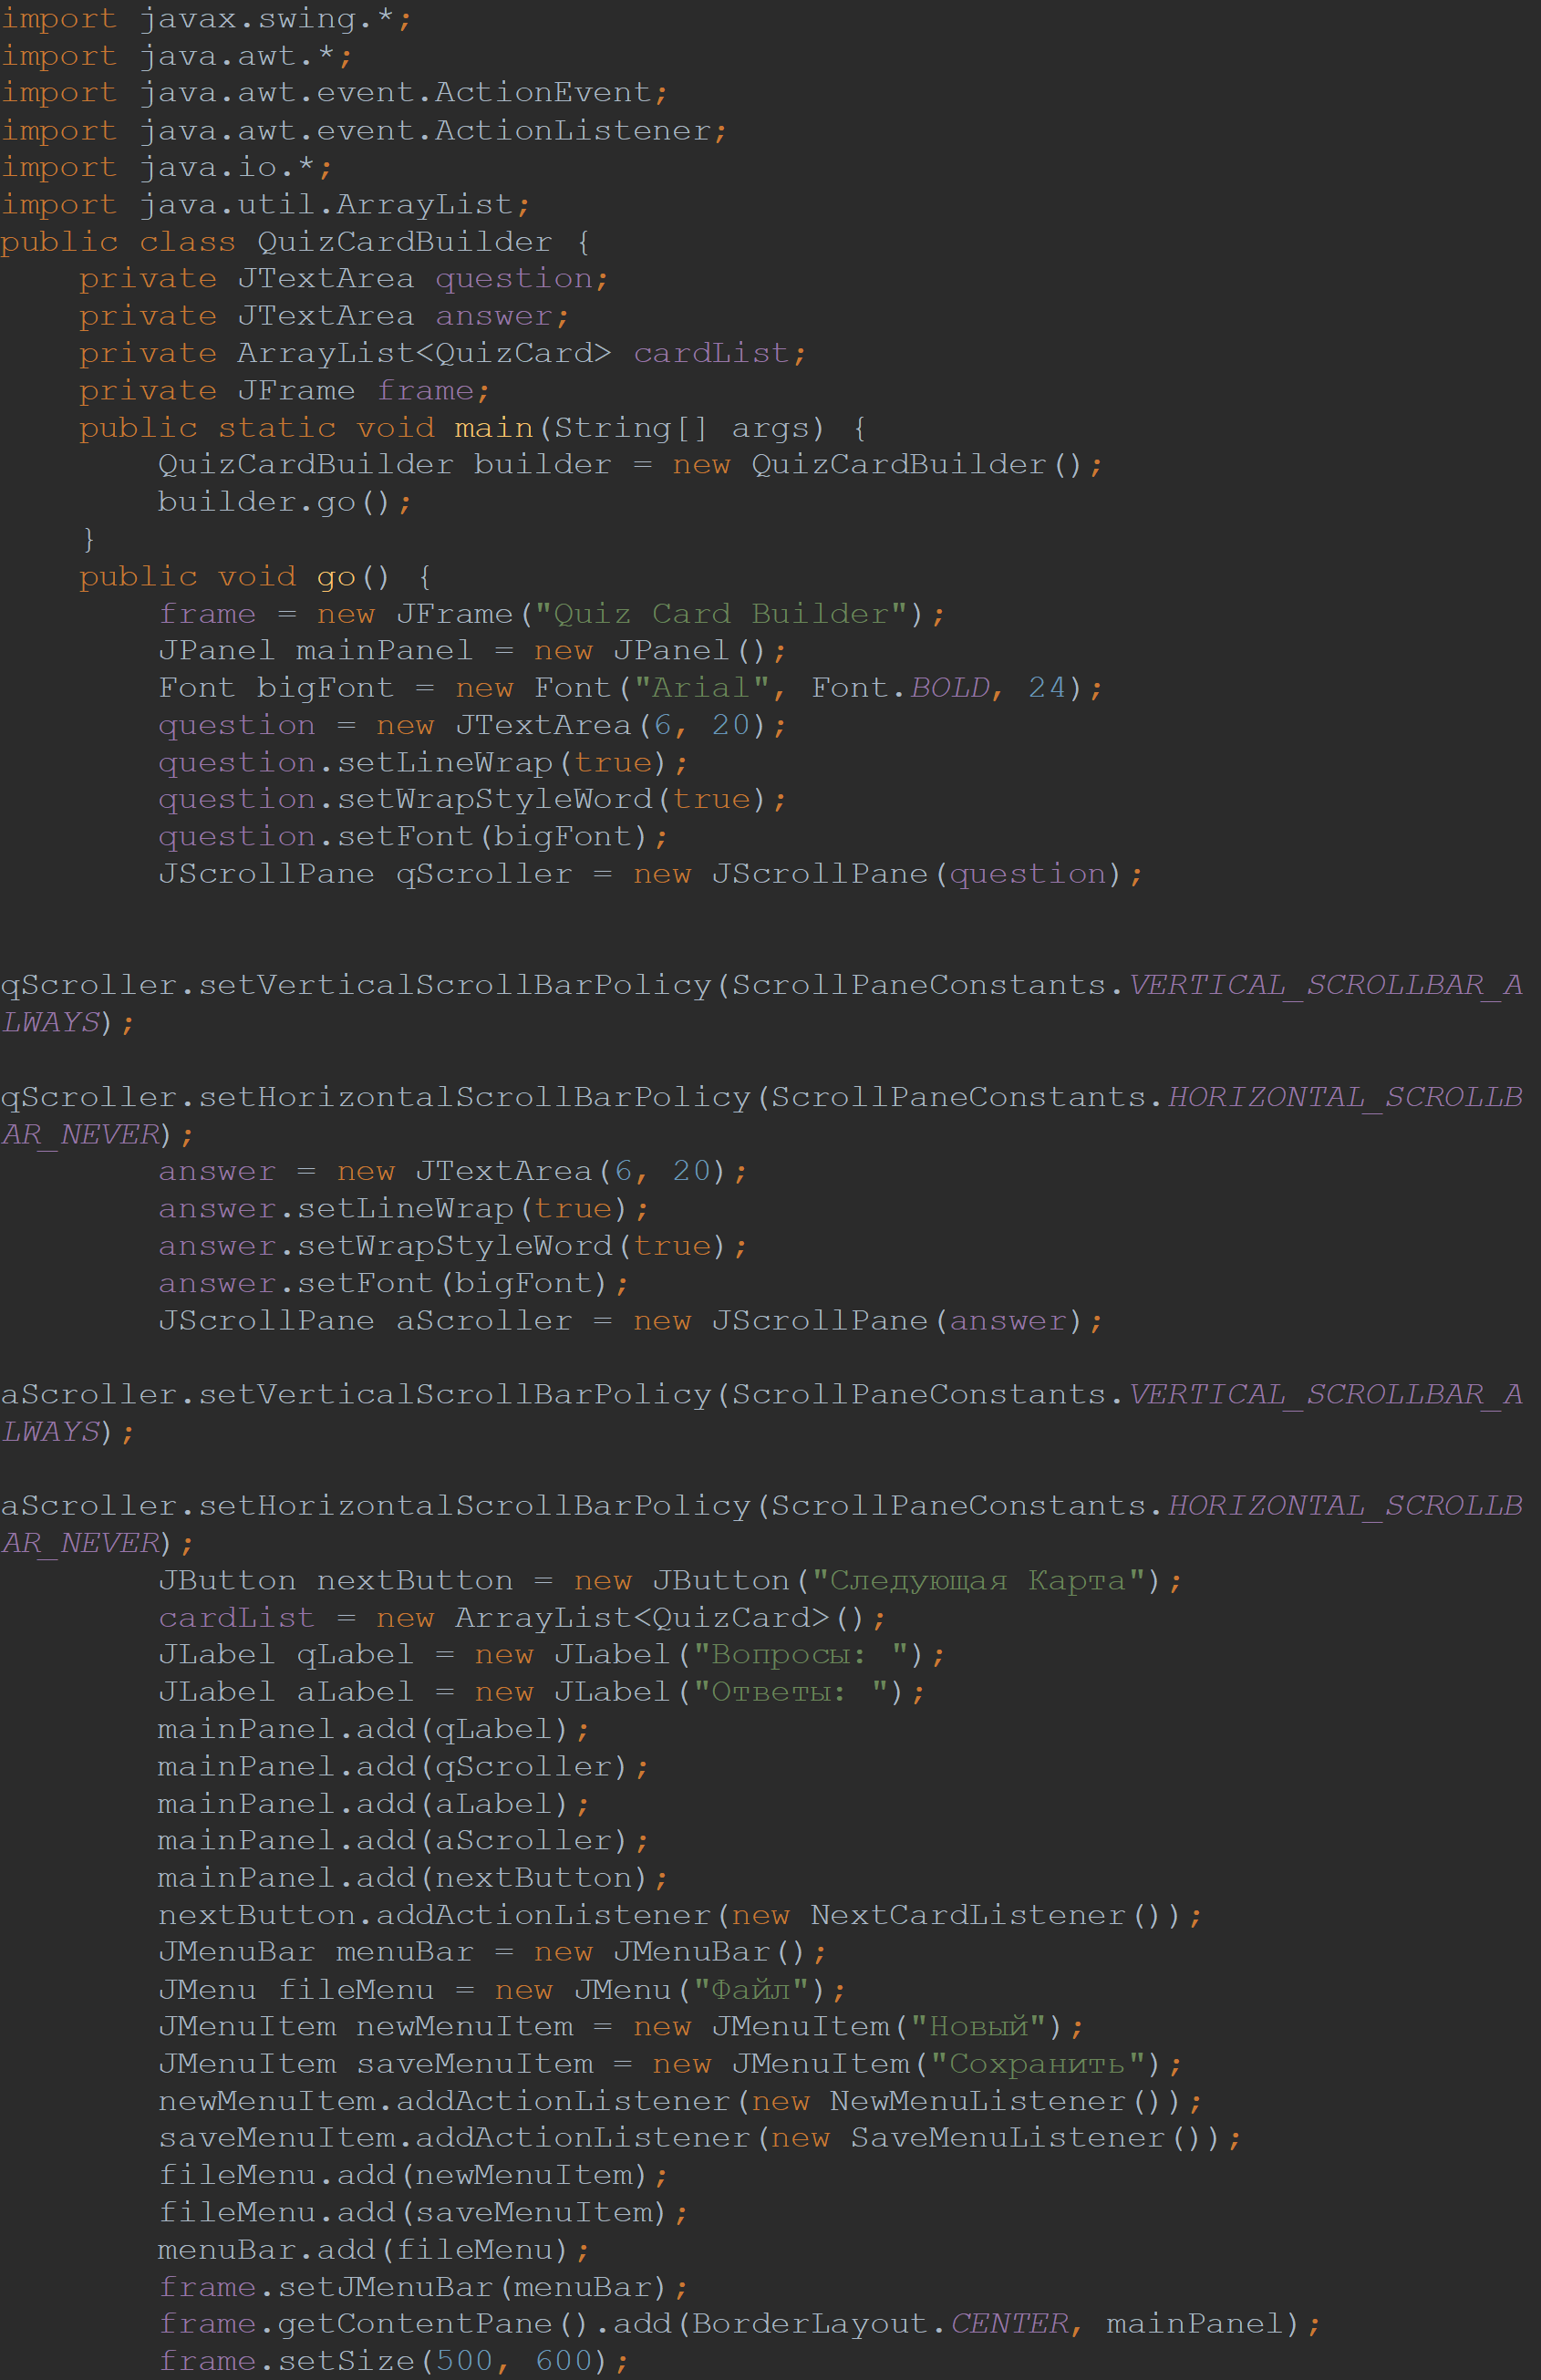 import javax.swing.*;
import java.awt.*;
import java.awt.event.ActionEvent;
import java.awt.event.ActionListener;
import java.io.*;
import java.util.ArrayList;
public class QuizCardBuilder {
    private JTextArea question;
    private JTextArea answer;
    private ArrayList<QuizCard> cardList;
    private JFrame frame;
    public static void main(String[] args) {
        QuizCardBuilder builder = new QuizCardBuilder();
        builder.go();
    }
    public void go() {
        frame = new JFrame("Quiz Card Builder");
        JPanel mainPanel = new JPanel();
        Font bigFont = new Font("Arial", Font.BOLD, 24);
        question = new JTextArea(6, 20);
        question.setLineWrap(true);
        question.setWrapStyleWord(true);
        question.setFont(bigFont);
        JScrollPane qScroller = new JScrollPane(question);
qScroller.setVerticalScrollBarPolicy(ScrollPaneConstants.VERTICAL_SCROLLBAR_A
LWAYS);
qScroller.setHorizontalScrollBarPolicy(ScrollPaneConstants.HORIZONTAL_SCROLLB
AR_NEVER);
        answer = new JTextArea(6, 20);
        answer.setLineWrap(true);
        answer.setWrapStyleWord(true);
        answer.setFont(bigFont);
        JScrollPane aScroller = new JScrollPane(answer);
aScroller.setVerticalScrollBarPolicy(ScrollPaneConstants.VERTICAL_SCROLLBAR_A
LWAYS);
aScroller.setHorizontalScrollBarPolicy(ScrollPaneConstants.HORIZONTAL_SCROLLB
AR_NEVER);
        JButton nextButton = new JButton("Следующая Карта");
        cardList = new ArrayList<QuizCard>();
        JLabel qLabel = new JLabel("Вопросы: ");
        JLabel aLabel = new JLabel("Ответы: ");
        mainPanel.add(qLabel);
        mainPanel.add(qScroller);
        mainPanel.add(aLabel);
        mainPanel.add(aScroller);
        mainPanel.add(nextButton);
        nextButton.addActionListener(new NextCardListener());
        JMenuBar menuBar = new JMenuBar();
        JMenu fileMenu = new JMenu("Файл");
        JMenuItem newMenuItem = new JMenuItem("Новый");
        JMenuItem saveMenuItem = new JMenuItem("Сохранить");
        newMenuItem.addActionListener(new NewMenuListener());
        saveMenuItem.addActionListener(new SaveMenuListener());
        fileMenu.add(newMenuItem);
        fileMenu.add(saveMenuItem);
        menuBar.add(fileMenu);
        frame.setJMenuBar(menuBar);
        frame.getContentPane().add(BorderLayout.CENTER, mainPanel);
        frame.setSize(500, 600);